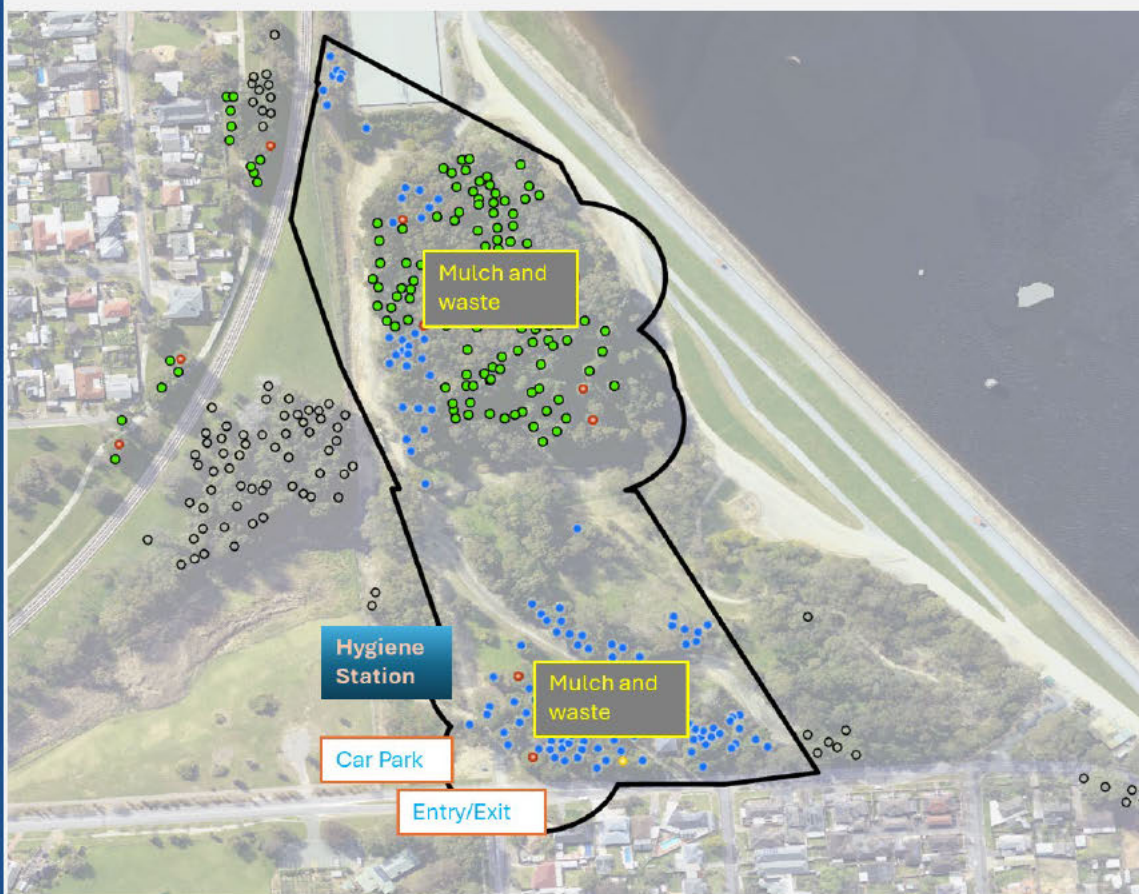 Mulch and
waste
Hygiene
Station
Mulch and
waste
Car Park
Entry/Exit